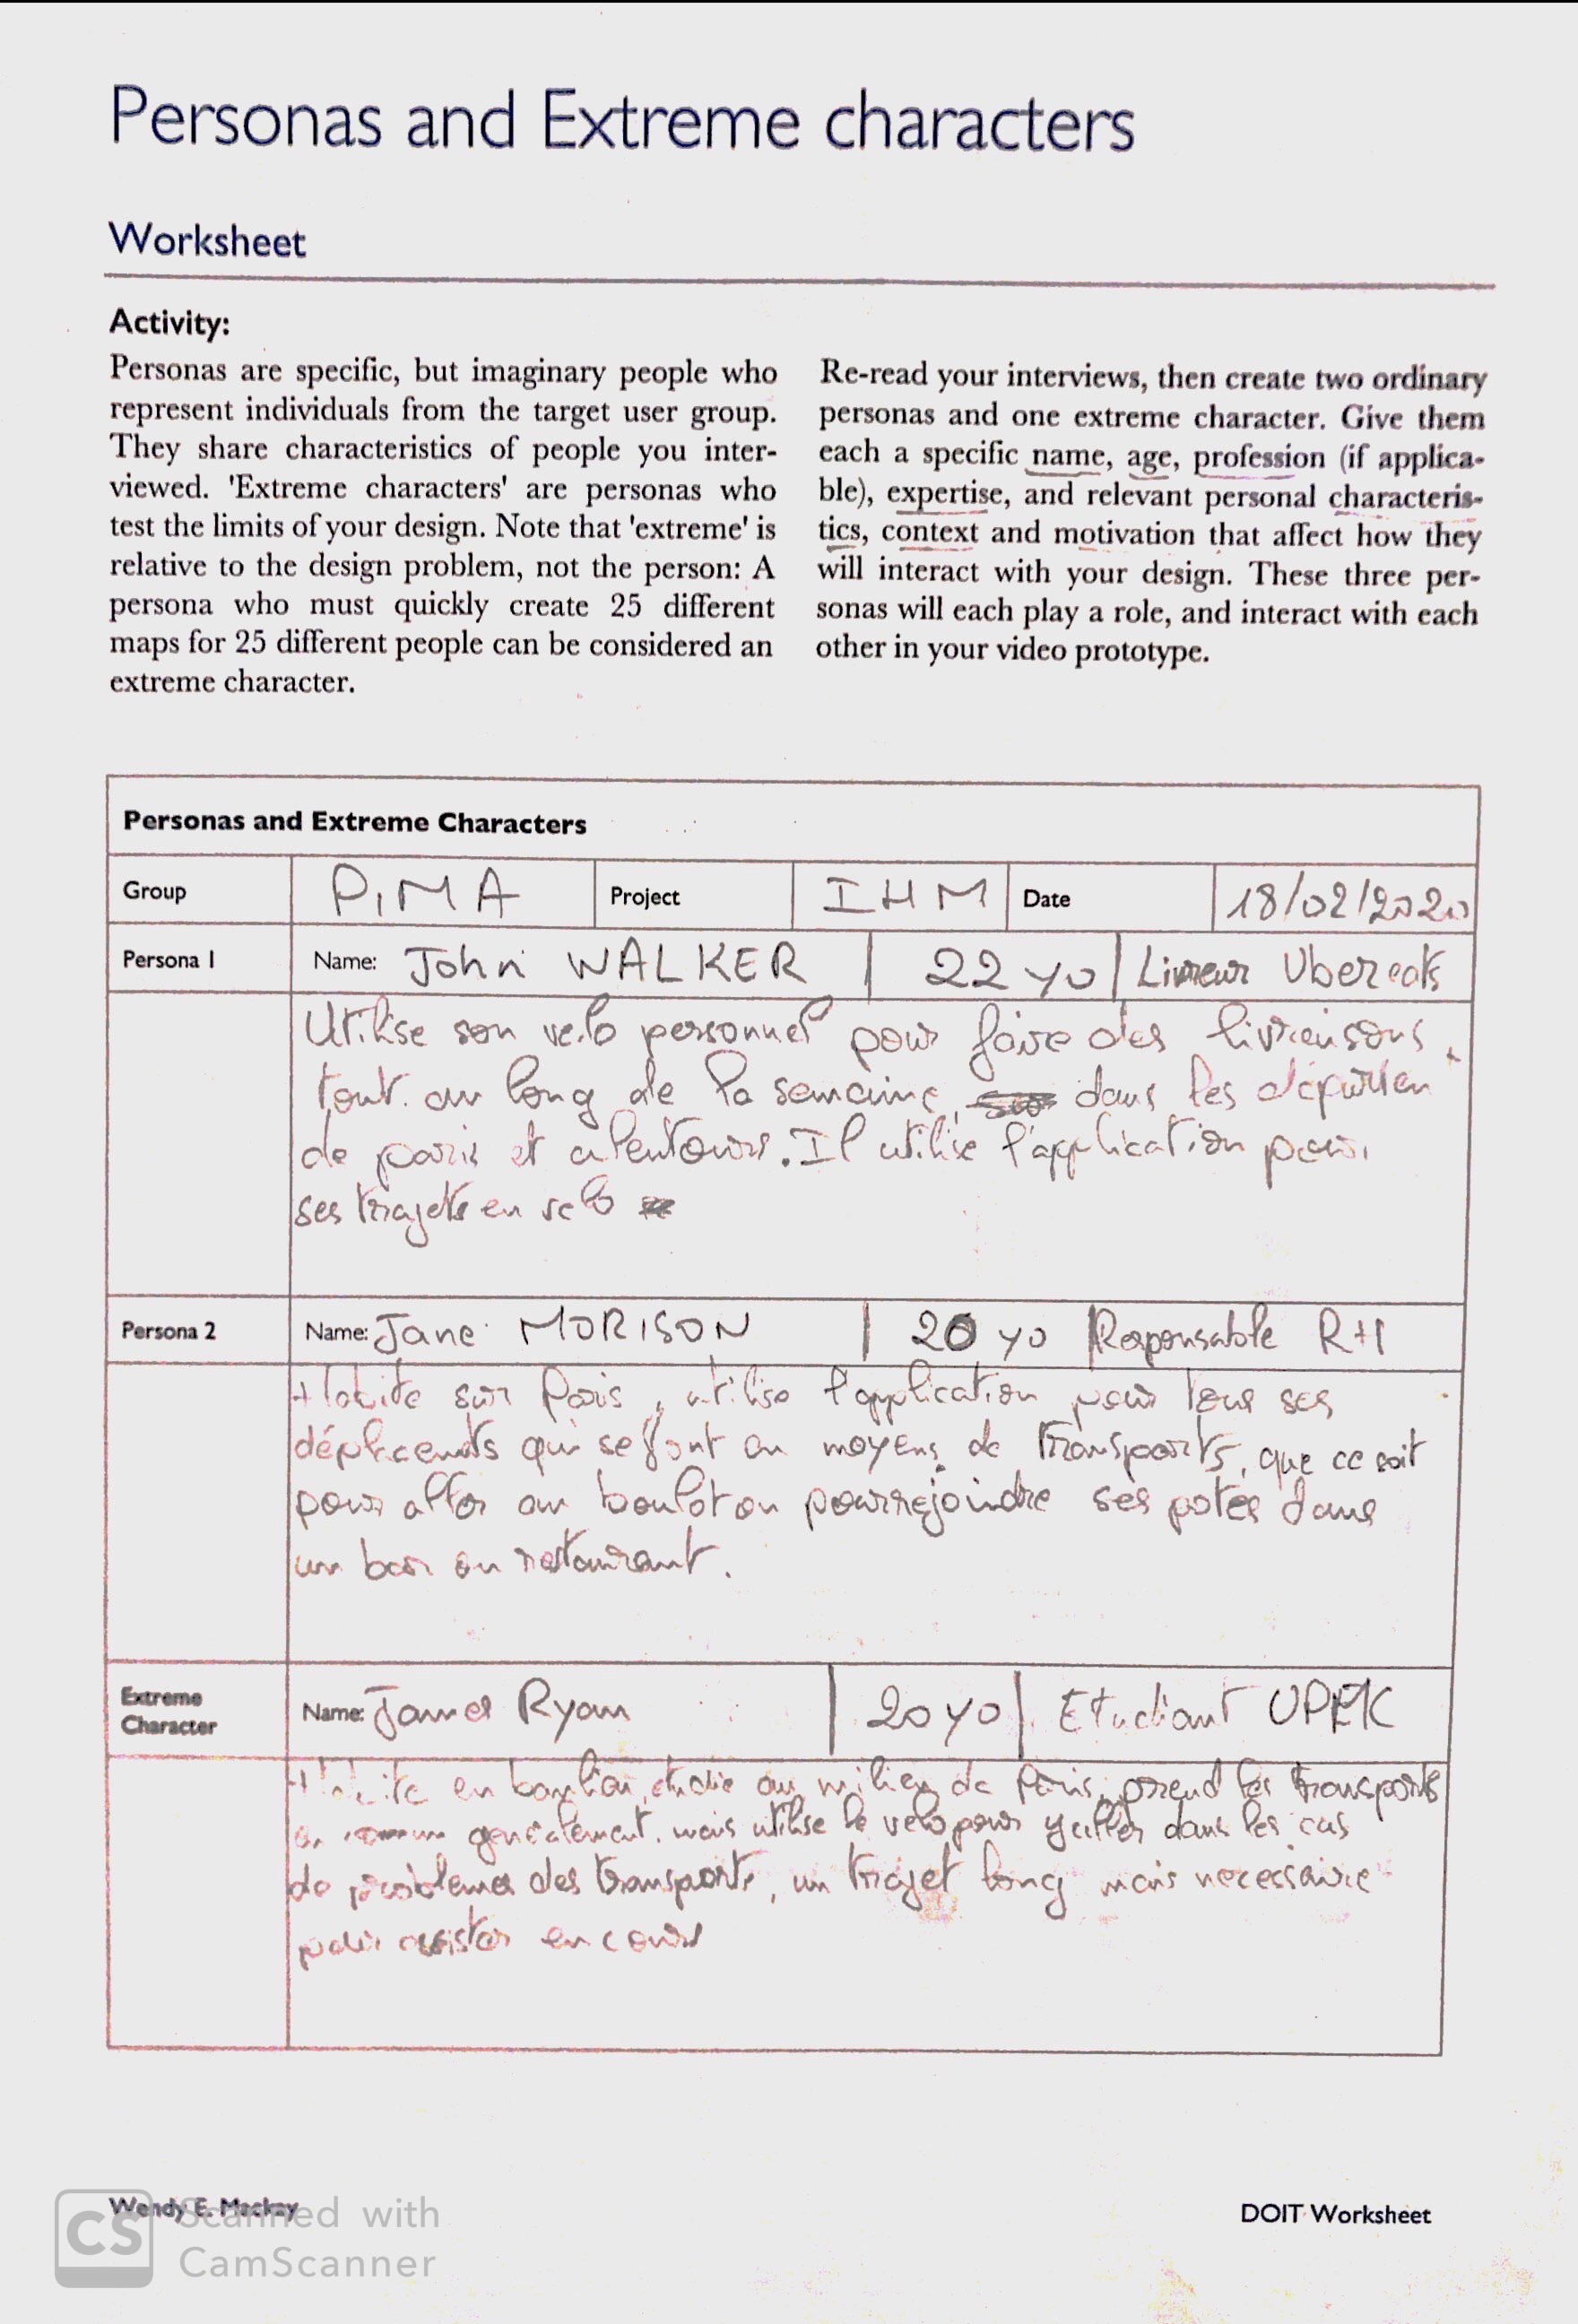 Personas and Extreme characters
Worksheet
Activity:
Personas are specific, but imaginary people who
represent individuals from the target user group.
They share characteristics of people you inter-
viewed. 'Extreme characters' are personas who
test the limits of your design. Note that 'extreme' is
relative to the design problem, not the person: A
persona who must quickly create 25 different
maps for 25 different people can be considered an
extreme character.
Re-read your interviews, then create two ordinary
personas and one extreme character. Give them
each a specific name, age, profession (if applica-
ble), expertise, and relevant personal characteris-
tics, context and motivation that affect how they
will interact with your design. These three per-
sonas will each play a role, and interact with each
other in your video prototype.
Personas and Extreme Characters
Group PiMA Project IHM Date 18/02/2020
Persona 1 Name: John WALKER | 22 yo | Livreur Ubereats
Utilise son velo personnel pour faire des livraisons
tout au long de la semaine, dans les
de paris et alentours. Il utilise l'application pour
ses trajets en velo
Persona 2 Name: Jane MORISON | 20 yo | Responsable RH
Habite sur Paris, utilise l'application pour tous ses
qui se font en moyens de transports, que ce soit
pour aller au boulot ou pour rejoindre ses potes dans
un bar ou restaurant.
Extreme
Character
Name: James Ryan | 20 yo | Etudiant
Habite en etudie au milieu de Paris, prend les transports
generalement, mais utilise le velo pour y aller dans les cas
de problemes des transports, un trajet long mais necessaire
pour assister en cours
Wendy E. Mackay
DOIT Worksheet
CS
Scanned with
CamScanner